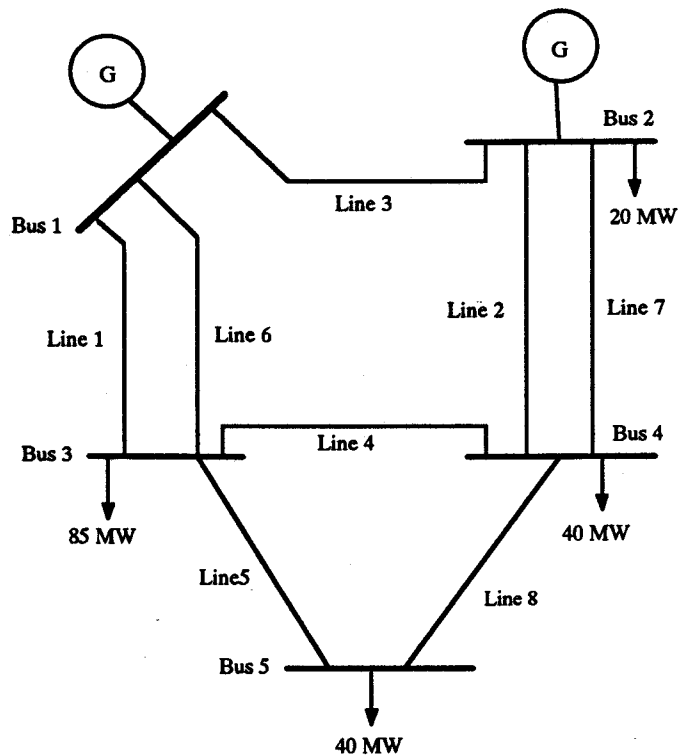 G
G
Bus 2
Line 3
20 MW
Bus 1
Line 1
Line 6
Line 2
Line 7
Bus 3
Line 4
Bus 4
85 MW
40 MW
Line5
Line 8
Bus 5
40 MW